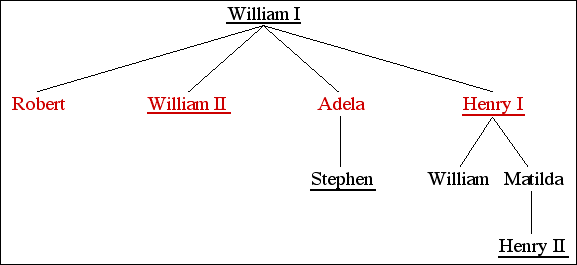 William I
Robert William II Adela Henry I
Stephen William Matilda
Henry II